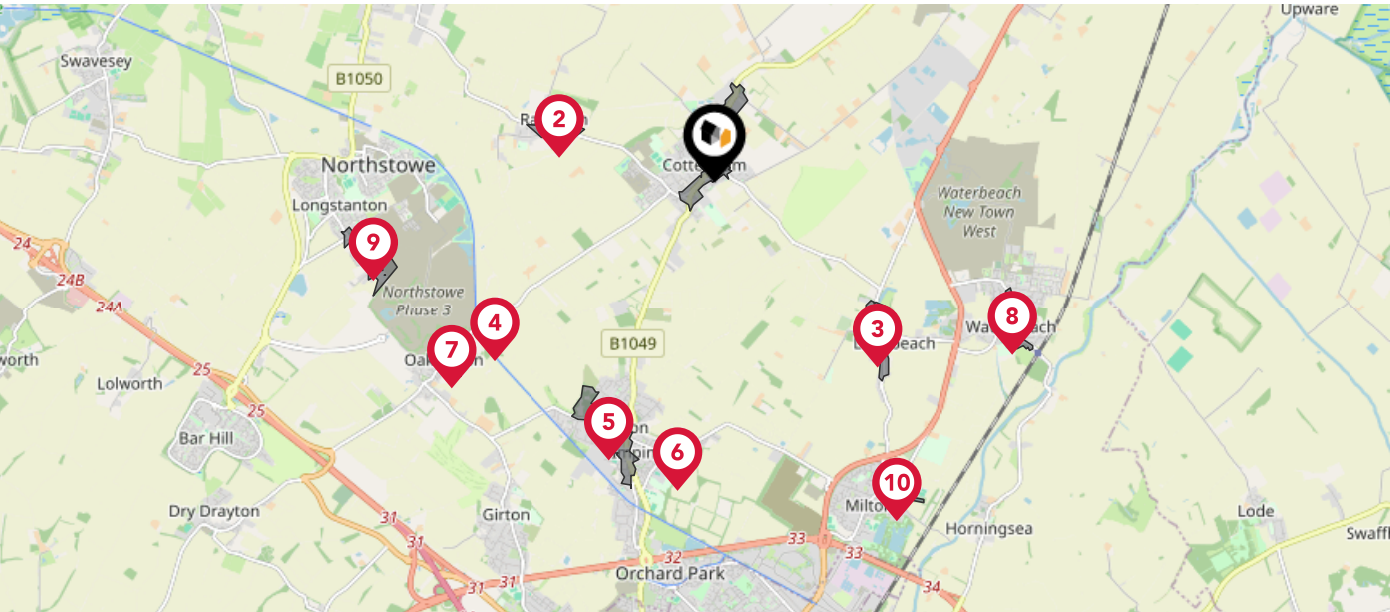 Upware
Swavesey
B1050
2
Northstowe
Waterbeach
New Town
West
Longstanton
9
24
24B
24A
Northstowe
Phase 3
4
8
3
7
B1049
25
Lolworth
25
5
Bar Hill
6
10
Dry Drayton
31
Girton
Lode
Horningsea
31
33
33
32
31
31
34
Orchard Park